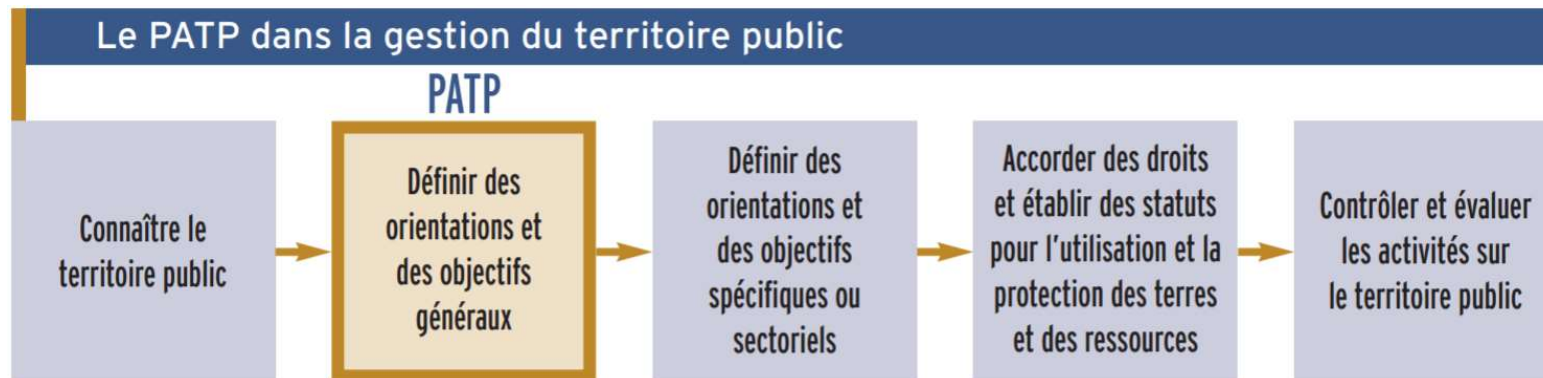 Le PATP dans la gestion du territoire public
PATP
Connaître le
territoire public
Définir des
orientations et
des objectifs
généraux
Définir des
orientations et
des objectifs
spécifiques ou
sectoriels
Accorder des droits
et établir des statuts
pour l'utilisation et la
protection des terres
et des ressources
Contrôler et évaluer
les activités sur
le territoire public